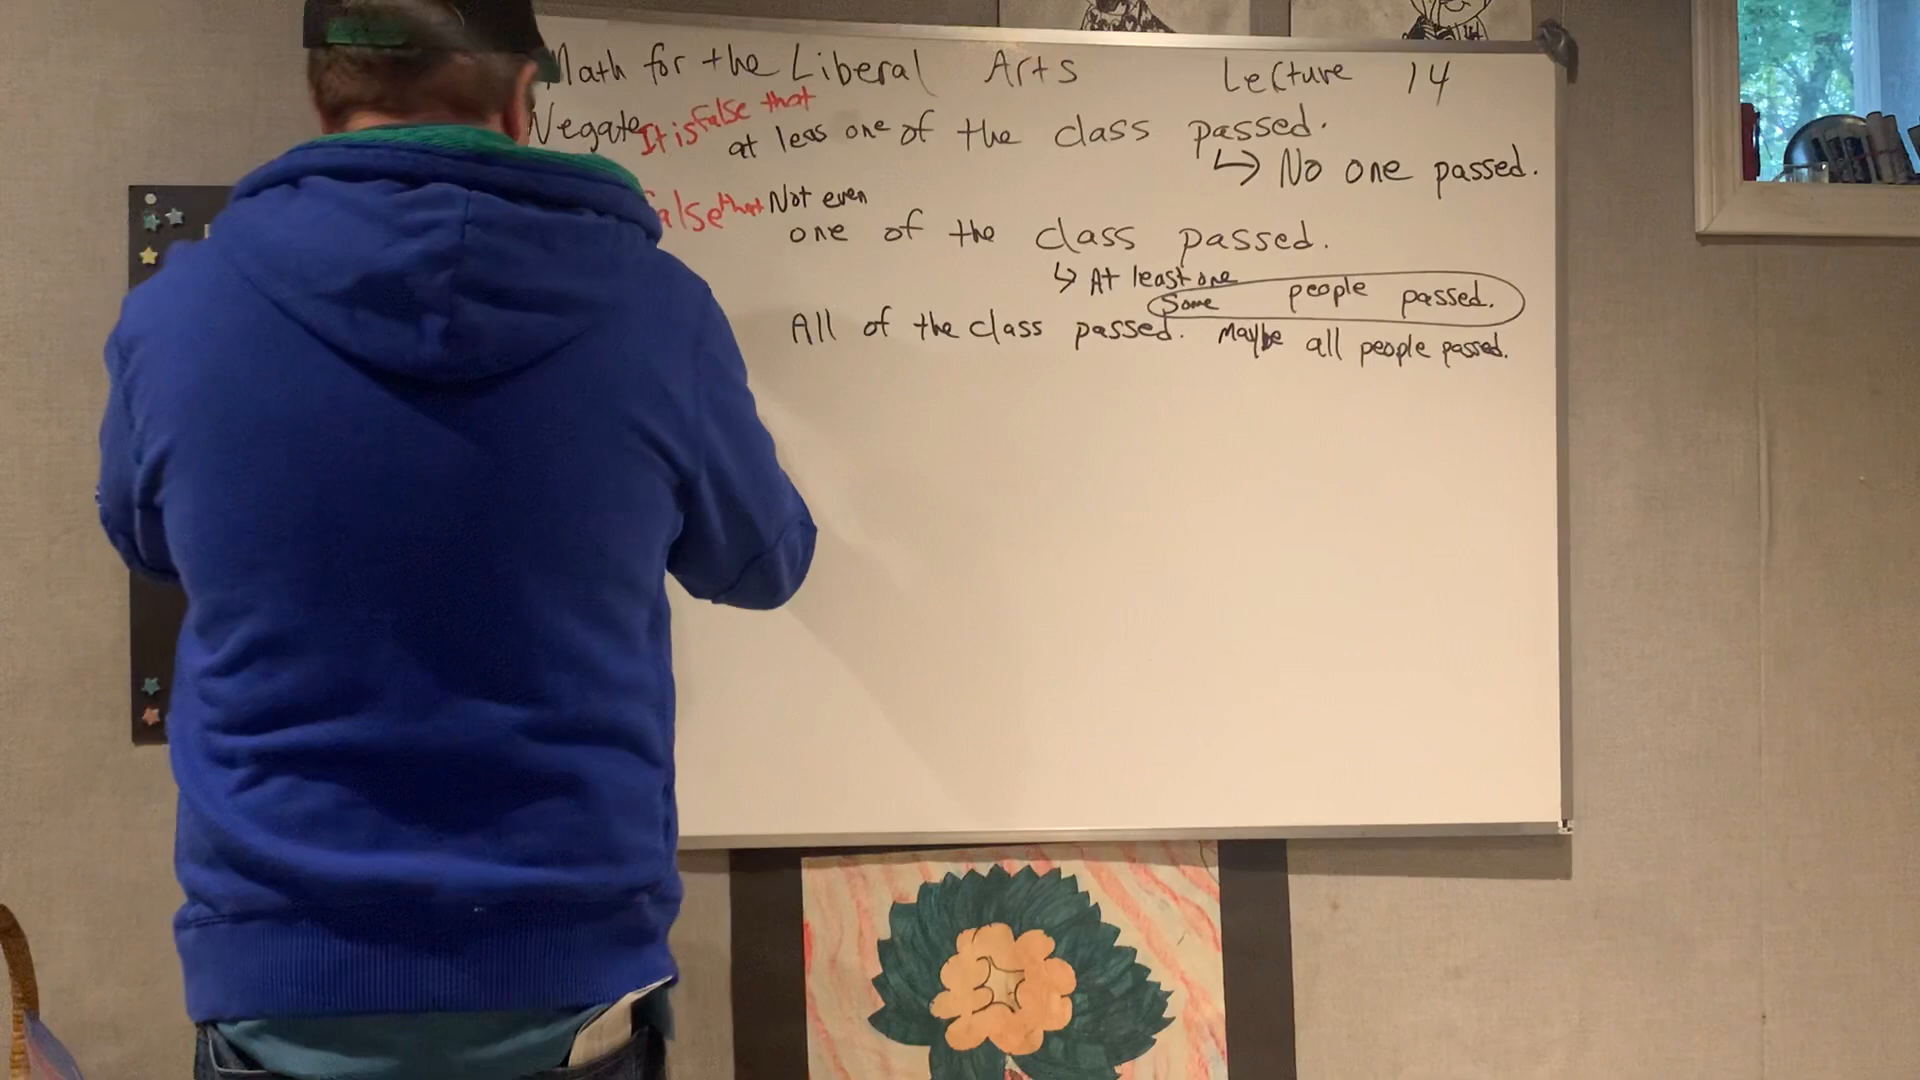 Math for the Liberal Arts Lecture 14
Negate It is false that at leas one of the class passed.
↳ No one passed.
alse that Not even
one of the class passed.
↳ At least one
Some people passed.
All of the class passed. Maybe all people passed.